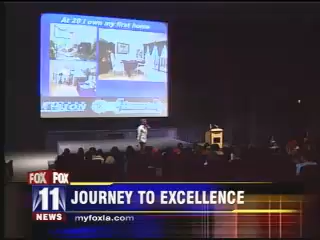 At 29 I own my first home
FOX FOX
11 JOURNEY TO EXCELLENCE
NEWS myfoxla.com